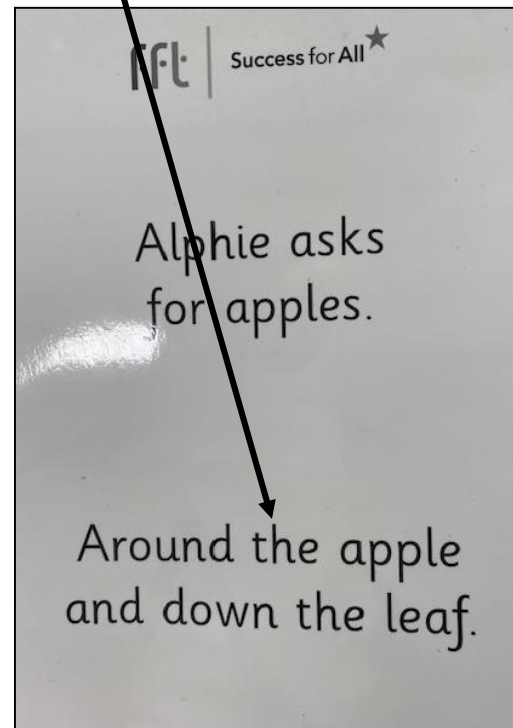 fft Success for All
Alphie asks
for apples.
Around the apple
and down the leaf.